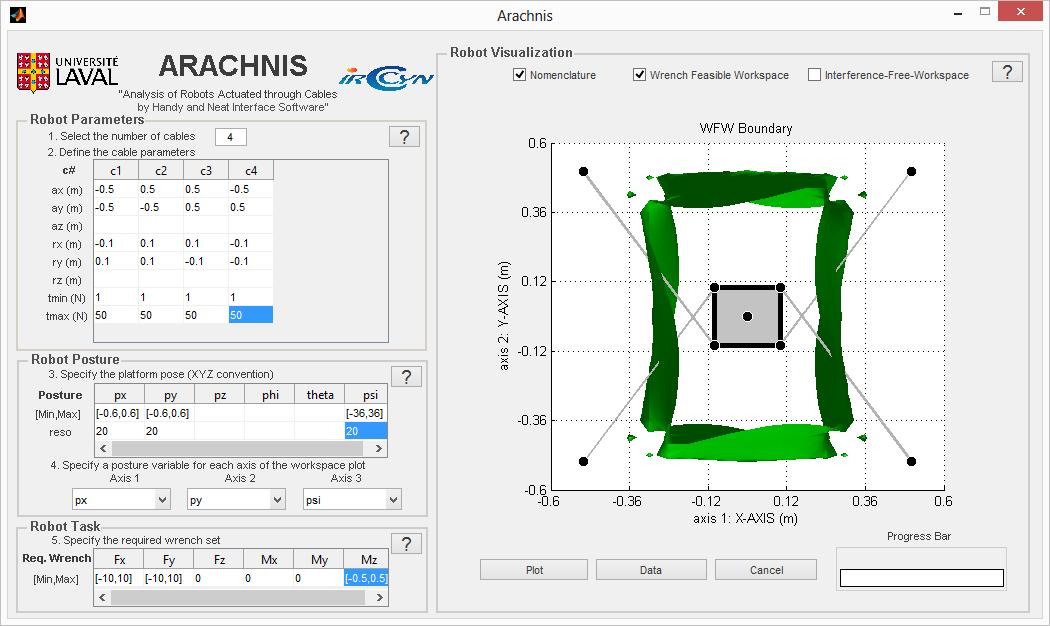 Arachnis
UNIVERSITÉ
LAVAL
ARACHNIS
IRCCyN
"Analysis of Robots Actuated through Cables
by Handy and Neat Interface Software"
Robot Parameters
1. Select the number of cables 4 ?
2. Define the cable parameters
c# c1 c2 c3 c4
ax (m) -0.5 0.5 0.5 -0.5
ay (m) -0.5 -0.5 0.5 0.5
az (m)
rx (m) -0.1 0.1 0.1 -0.1
ry (m) 0.1 0.1 -0.1 -0.1
rz (m)
tmin (N) 1 1 1 1
tmax (N) 50 50 50 50
Robot Posture
3. Specify the platform pose (XYZ convention) ?
Posture px py pz phi theta psi
[Min,Max] [-0.6,0.6] [-0.6,0.6] [-36,36]
reso 20 20 20
4. Specify a posture variable for each axis of the workspace plot
Axis 1 Axis 2 Axis 3
px py psi
Robot Task
5. Specify the required wrench set ?
Req. Wrench Fx Fy Fz Mx My Mz
[Min,Max] [-10,10] [-10,10] 0 0 0 [-0.5,0.5]
Robot Visualization
Nomenclature Wrench Feasible Workspace Interference-Free-Workspace ?
WFW Boundary
0.6
0.36
0.12
-0.12
-0.36
-0.6
axis 2: Y-AXIS (m)
-0.6 -0.36 -0.12 0.12 0.36 0.6
axis 1: X-AXIS (m)
Progress Bar
Plot Data Cancel